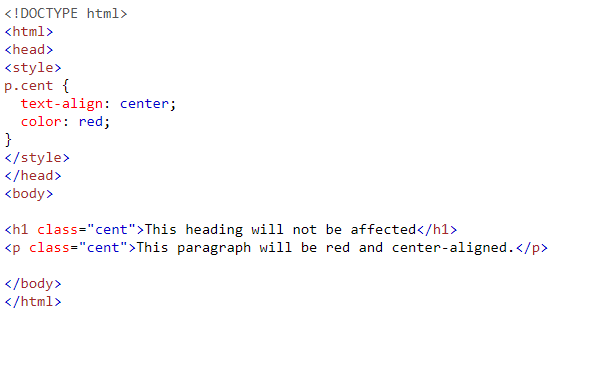 <!DOCTYPE html>
<html>
<head>
<style>
p.cent {
  text-align: center;
  color: red;
}
</style>
</head>
<body>

<h1 class="cent">This heading will not be affected</h1>
<p class="cent">This paragraph will be red and center-aligned.</p>

</body>
</html>